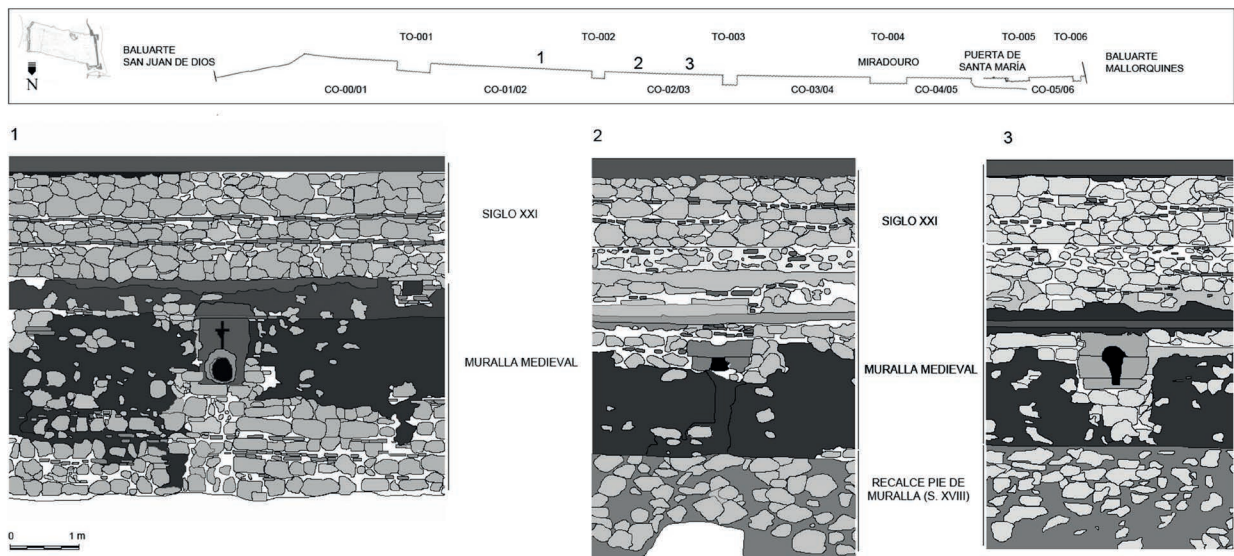 TO-001 TO-002 TO-003 TO-004 TO-005 TO-006
BALUARTE
SAN JUAN DE DIOS
1 2 3
MIRADOURO
PUERTA DE
SANTA MARÍA
BALUARTE
MALLORQUINES
N
CO-00/01 CO-01/02 CO-02/03 CO-03/04 CO-04/05 CO-05/06
1
SIGLO XXI
MURALLA MEDIEVAL
0 1 m
2
SIGLO XXI
MURALLA MEDIEVAL
RECALCE PIE DE
MURALLA (S. XVIII)
3